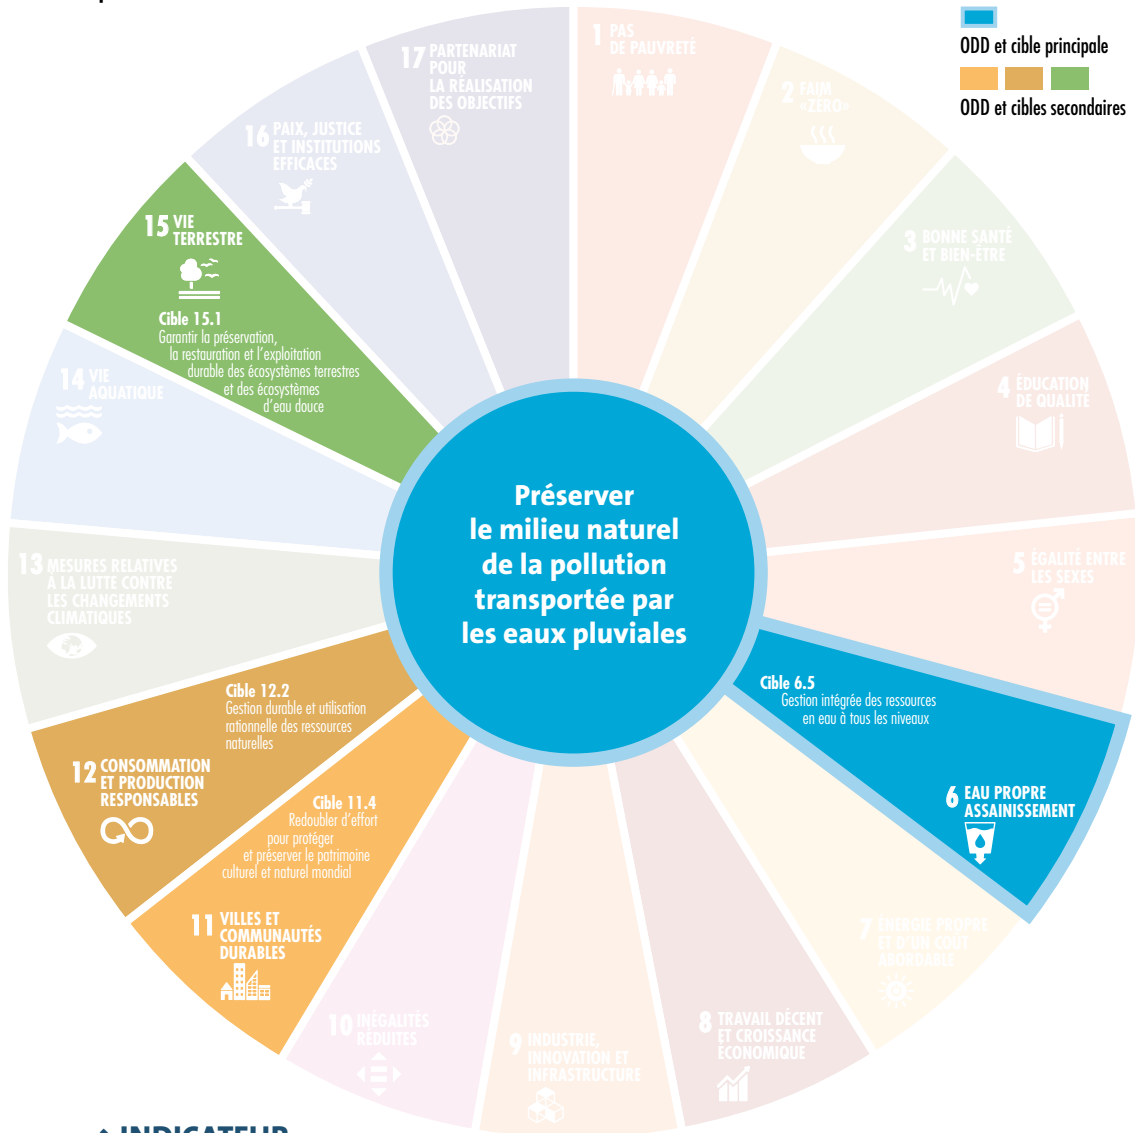 ODD et cible principale
ODD et cibles secondaires
1 PAS
DE PAUVRETÉ
2 FAIM
«ZÉRO»
3 BONNE SANTÉ
ET BIEN-ÊTRE
4 ÉDUCATION
DE QUALITÉ
5 ÉGALITÉ ENTRE
LES SEXES
Cible 6.5
Gestion intégrée des ressources
en eau à tous les niveaux
6 EAU PROPRE
ASSAINISSEMENT
7 ÉNERGIE PROPRE
ET D'UN COÛT
ABORDABLE
8 TRAVAIL DÉCENT
ET CROISSANCE
ÉCONOMIQUE
9 INDUSTRIE,
INNOVATION ET
INFRASTRUCTURE
10 INÉGALITÉS
RÉDUITES
Cible 11.4
Redoubler d'effort
pour protéger
et préserver le patrimoine
culturel et naturel mondial
11 VILLES ET
COMMUNAUTÉS
DURABLES
Cible 12.2
Gestion durable et utilisation
rationnelle des ressources
naturelles
12 CONSOMMATION
ET PRODUCTION
RESPONSABLES
13 MESURES RELATIVES
À LA LUTTE CONTRE
LES CHANGEMENTS
CLIMATIQUES
14 VIE
AQUATIQUE
15 VIE
TERRESTRE
Cible 15.1
Garantir la préservation,
la restauration et l'exploitation
durable des écosystèmes terrestres
et des écosystèmes
d'eau douce
16 PAIX, JUSTICE
ET INSTITUTIONS
EFFICACES
17 PARTENARIAT
POUR
LA RÉALISATION
DES OBJECTIFS
Préserver
le milieu naturel
de la pollution
transportée par
les eaux pluviales
INDICATEUR